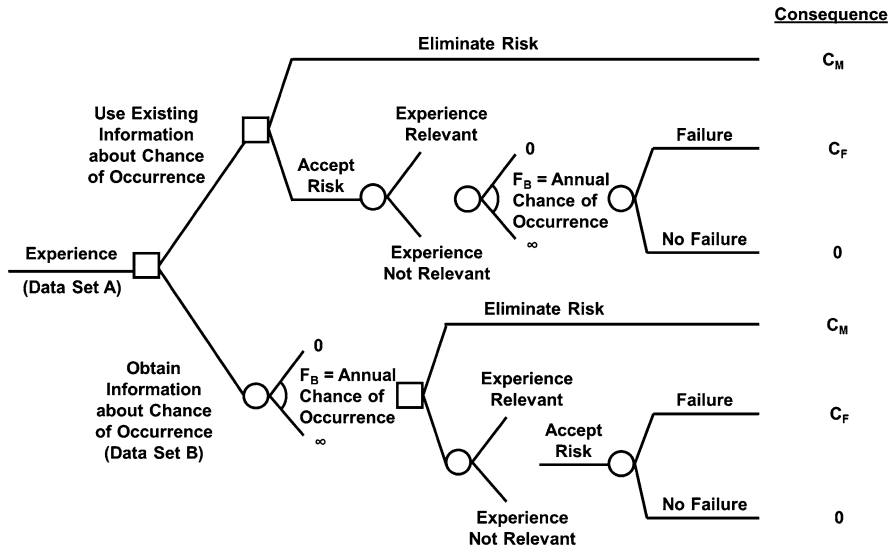 Consequence
Eliminate Risk
C_M
Use Existing
Information
about Chance
of Occurrence
Experience
Relevant
Accept
Risk
0
F_B = Annual
Chance of
Occurrence
∞
Failure
C_F
Experience
Not Relevant
No Failure
0
Experience
(Data Set A)
Eliminate Risk
C_M
Obtain
Information
about Chance
of Occurrence
(Data Set B)
0
F_B = Annual
Chance of
Occurrence
∞
Experience
Relevant
Accept
Risk
Failure
C_F
Experience
Not Relevant
No Failure
0